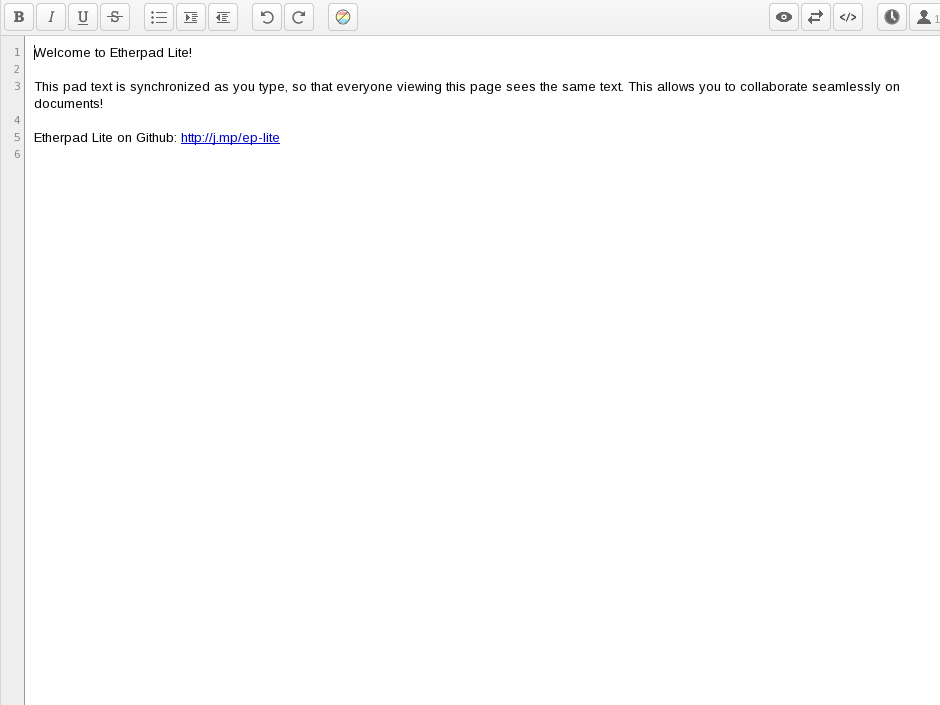 B I U S </> 1
1 Welcome to Etherpad Lite!
2
3 This pad text is synchronized as you type, so that everyone viewing this page sees the same text. This allows you to collaborate seamlessly on
documents!
4
5 Etherpad Lite on Github: http://j.mp/ep-lite
6